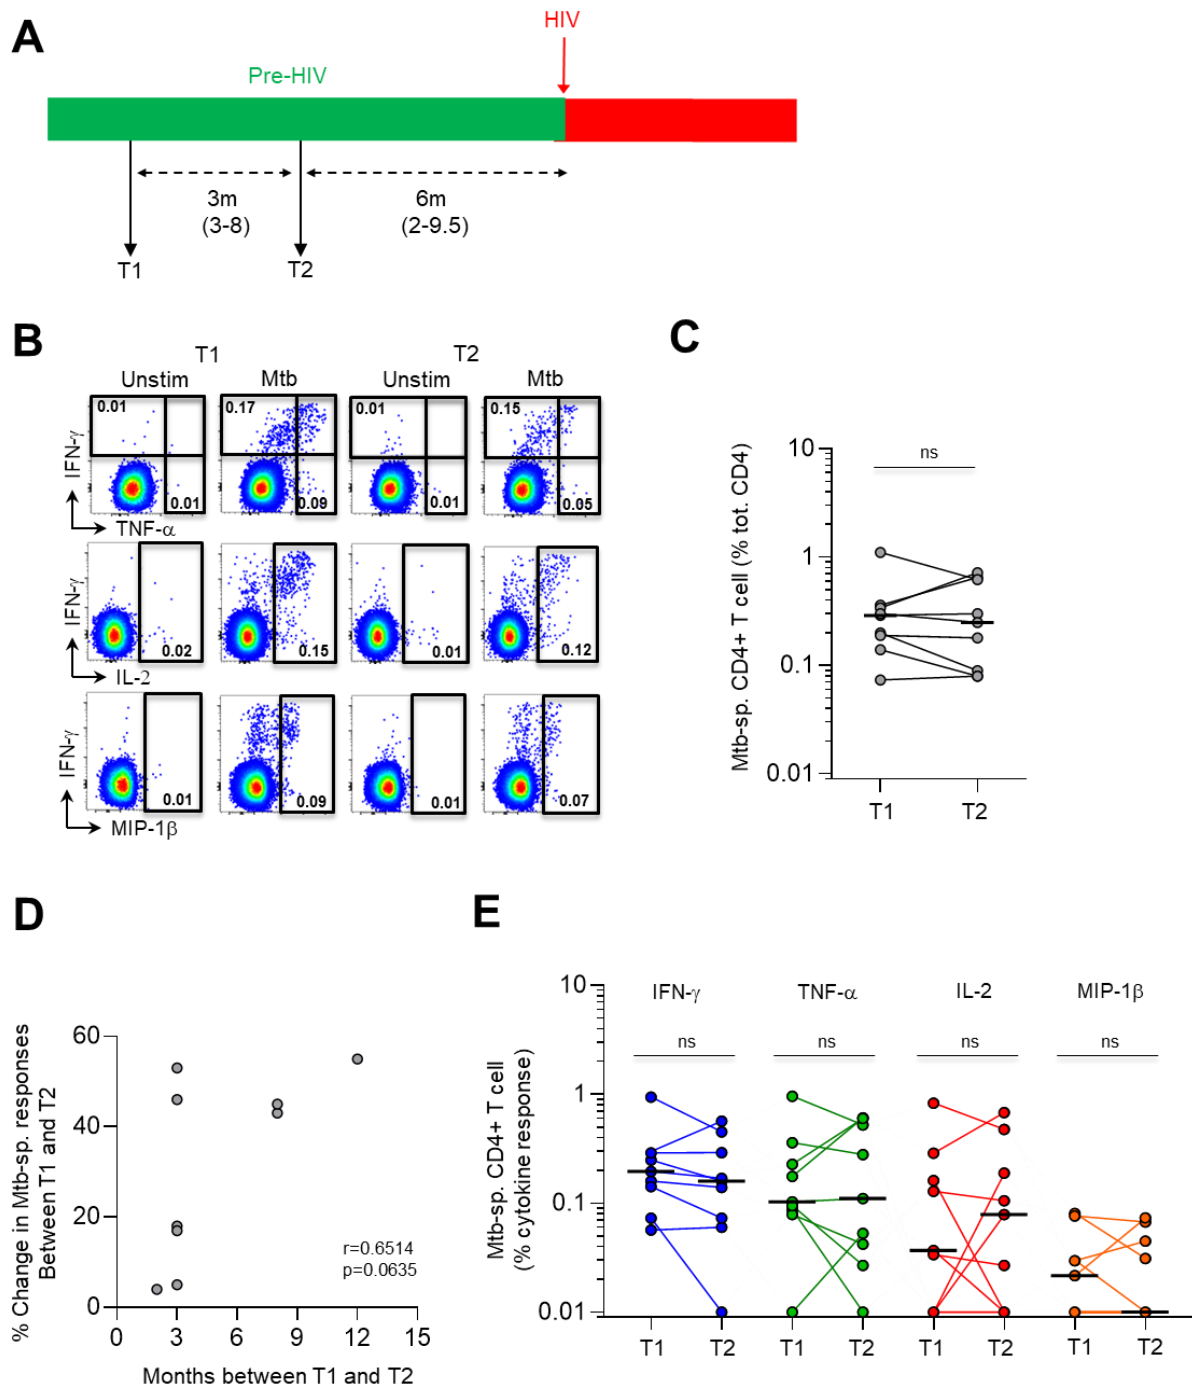 A
HIV
Pre-HIV
3m
(3-8)
6m
(2-9.5)
T1
T2
B
T1
T2
Unstim
Mtb
Unstim
Mtb
IFN-γ
0.01
0.01
0.17
0.09
0.01
0.01
0.15
0.05
TNF-α
IFN-γ
0.02
0.15
0.01
0.12
IL-2
IFN-γ
0.01
0.09
0.01
0.07
MIP-1β
C
Mtb-sp. CD4+ T cell (% tot. CD4)
10
1
0.1
0.01
ns
T1
T2
D
% Change in Mtb-sp. responses
Between T1 and T2
60
40
20
0
r=0.6514
p=0.0635
0
3
6
9
12
15
Months between T1 and T2
E
Mtb-sp. CD4+ T cell
(% cytokine response)
10
1
0.1
0.01
IFN-γ
TNF-α
IL-2
MIP-1β
ns
ns
ns
ns
T1
T2
T1
T2
T1
T2
T1
T2